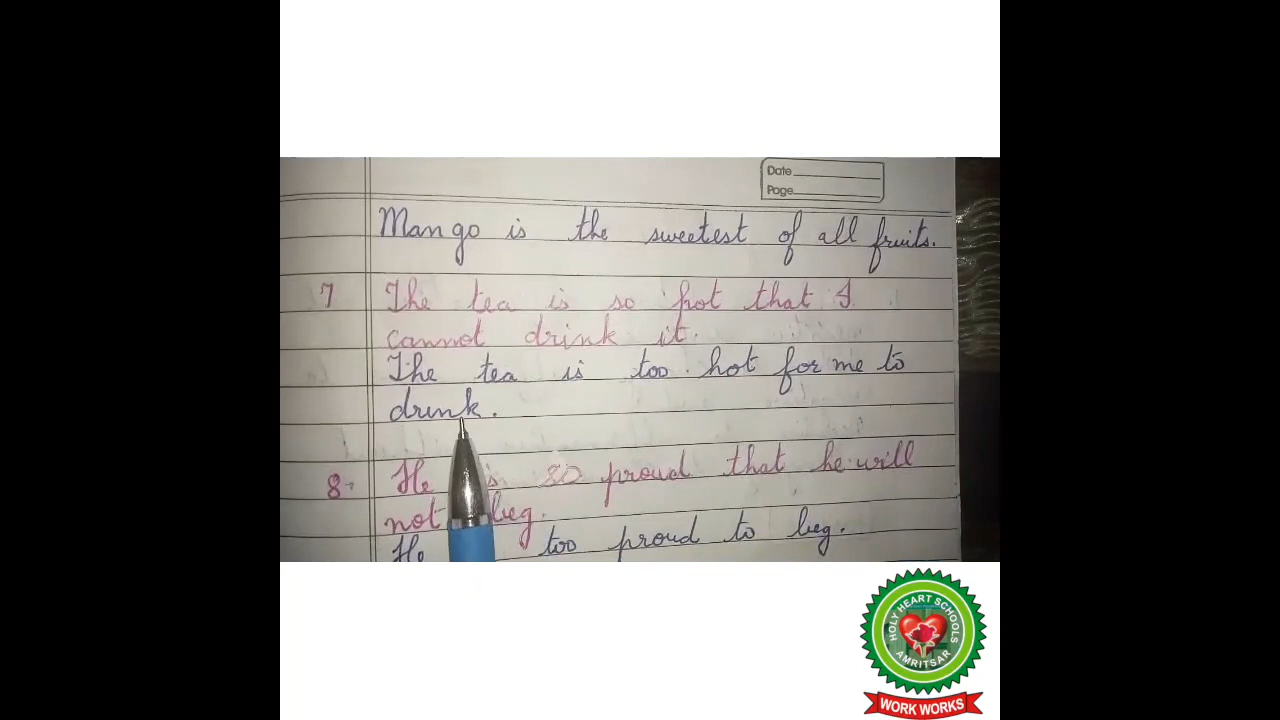 Date
Page
Mango is the sweetest of all fruits.
7 The tea is so hot that I
cannot drink it.
The tea is too hot for me to
drink.
8. He is so proud that he will
not beg.
He too proud to beg.
HOLY HEART SCHOOLS
AMRITSAR
WORK WORKS